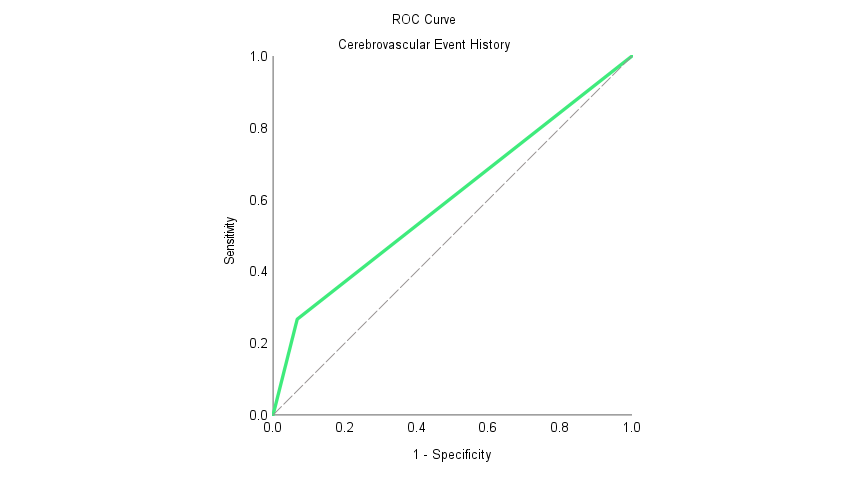 ROC Curve
Cerebrovascular Event History
1.0
0.8
0.6
0.4
0.2
0.0
Sensitivity
0.0 0.2 0.4 0.6 0.8 1.0
1 - Specificity